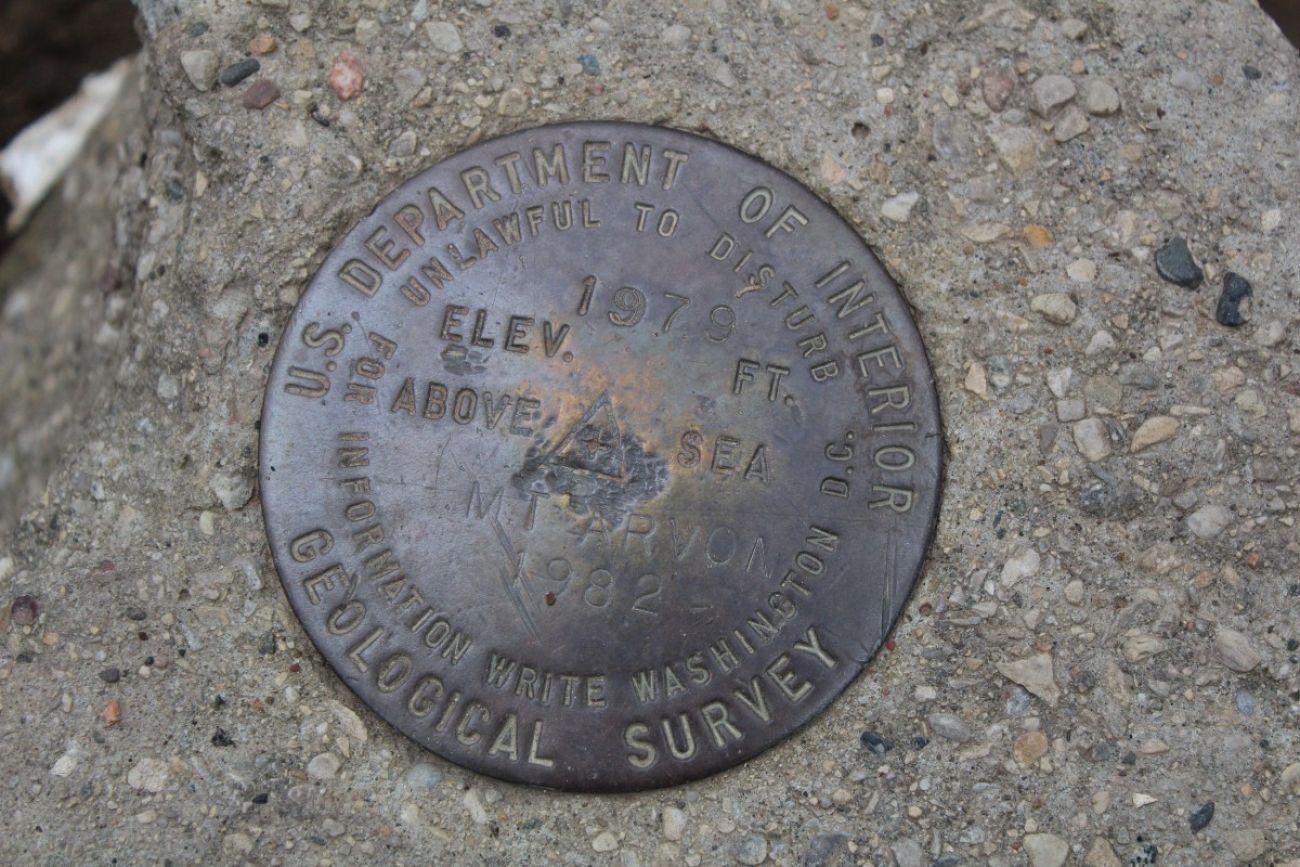 U.S. DEPARTMENT OF INTERIOR
UNLAWFUL TO DISTURB
1979
ELEV. FT.
ABOVE SEA
MT ARVON
1982
FOR INFORMATION WRITE WASHINGTON D.C.
GEOLOGICAL SURVEY